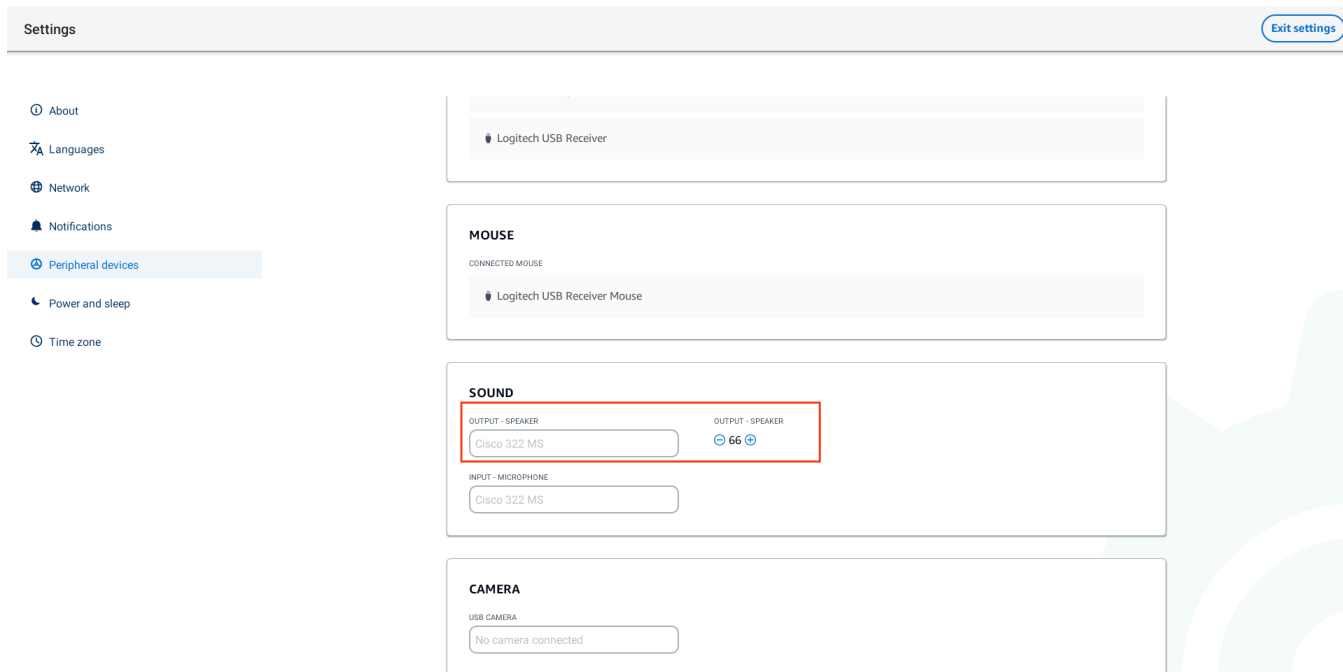 Settings
Exit settings
About
Languages
Network
Notifications
Peripheral devices
Power and sleep
Time zone
Logitech USB Receiver
MOUSE
CONNECTED MOUSE
Logitech USB Receiver Mouse
SOUND
OUTPUT - SPEAKER
OUTPUT - SPEAKER
Cisco 322 MS
66
INPUT - MICROPHONE
Cisco 322 MS
CAMERA
USB CAMERA
No camera connected